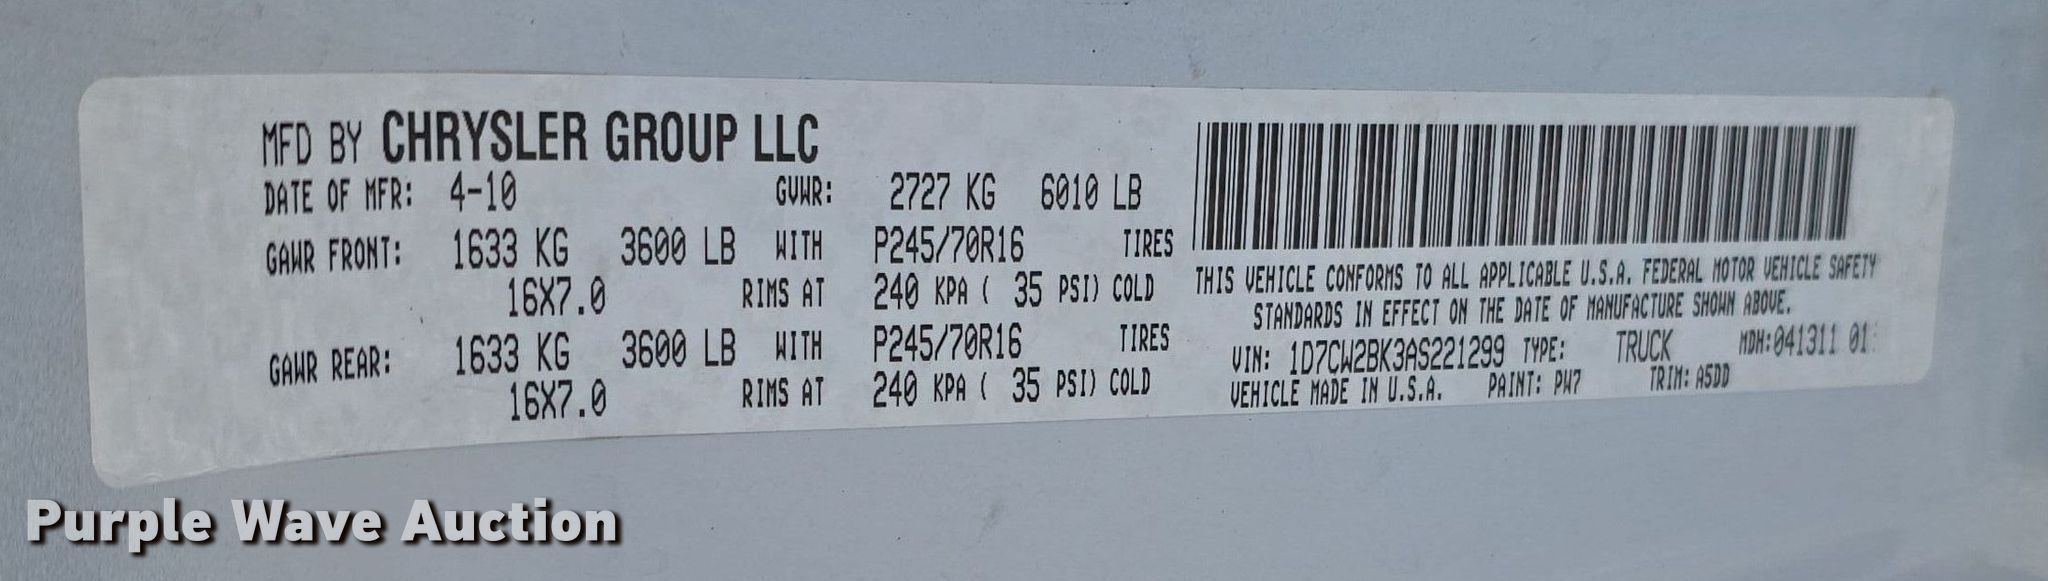 MFD BY CHRYSLER GROUP LLC
DATE OF MFR: 4-10 GVWR: 2727 KG 6010 LB
GAWR FRONT: 1633 KG 3600 LB WITH P245/70R16 TIRES
16X7.0 RIMS AT 240 KPA ( 35 PSI) COLD
GAWR REAR: 1633 KG 3600 LB WITH P245/70R16 TIRES
16X7.0 RIMS AT 240 KPA ( 35 PSI) COLD
THIS VEHICLE CONFORMS TO ALL APPLICABLE U.S.A. FEDERAL MOTOR VEHICLE SAFETY
STANDARDS IN EFFECT ON THE DATE OF MANUFACTURE SHOWN ABOVE.
VIN: 1D7CW2BK3AS221299 TYPE: TRUCK MDH:041311 01
VEHICLE MADE IN U.S.A. PAINT: PW7 TRIM: A5DD
Purple Wave Auction